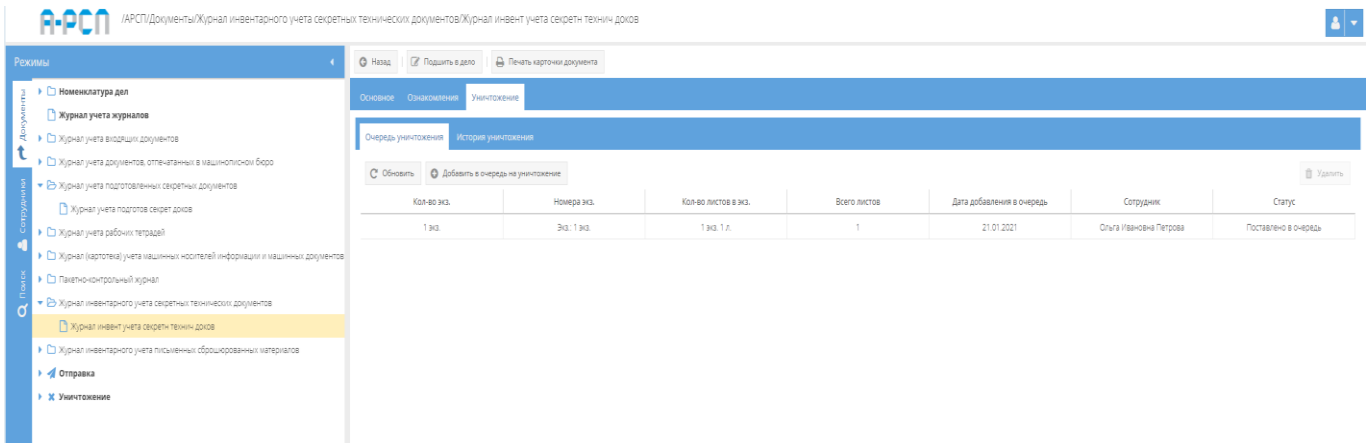 А-РСП
/АРСП/Документы/Журнал инвентарного учета секретных технических документов/Журнал инвент учета секретн технич доков
Режимы
Назад
Подшить в дело
Печать карточки документа
Документы
Сотрудники
Поиск
Номенклатура дел
Журнал учета журналов
Журнал учета входящих документов
Журнал учета документов, отпечатанных в машинописном бюро
Журнал учета подготовленных секретных документов
Журнал учета подготов секрет доков
Журнал учета рабочих тетрадей
Журнал (картотека) учета машинных носителей информации и машинных документов
Пакетно-контрольный журнал
Журнал инвентарного учета секретных технических документов
Журнал инвент учета секретн технич доков
Журнал инвентарного учета письменных сброшюрованных материалов
Отправка
Уничтожение
Основное Ознакомления Уничтожение
Очередь уничтожения История уничтожения
Обновить Добавить в очередь на уничтожение Удалить
Кол-во экз. Номера экз. Кол-во листов в экз. Всего листов Дата добавления в очередь Сотрудник Статус
1 экз. Экз.: 1 экз. 1 экз. 1 л. 1 21.01.2021 Ольга Ивановна Петрова Поставлено в очередь